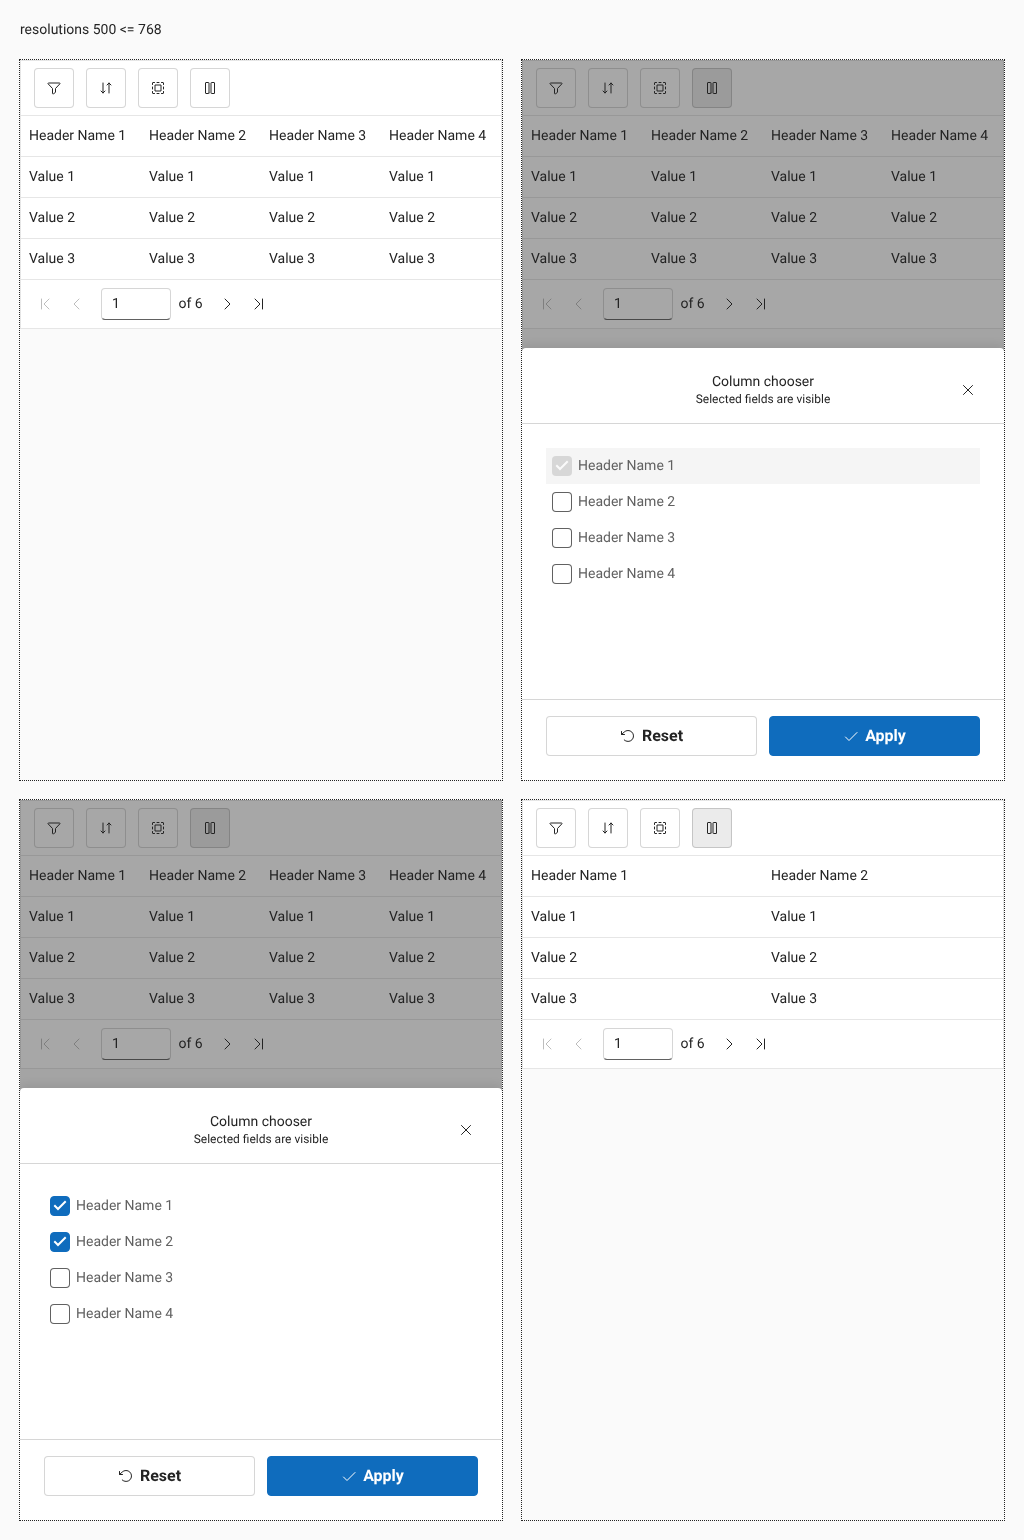 resolutions 500 <= 768
Header Name 1 Header Name 2 Header Name 3 Header Name 4
Value 1 Value 1 Value 1 Value 1
Value 2 Value 2 Value 2 Value 2
Value 3 Value 3 Value 3 Value 3
1 of 6
Header Name 1 Header Name 2 Header Name 3 Header Name 4
Value 1 Value 1 Value 1 Value 1
Value 2 Value 2 Value 2 Value 2
Value 3 Value 3 Value 3 Value 3
1 of 6
Column chooser
Selected fields are visible
Header Name 1
Header Name 2
Header Name 3
Header Name 4
Reset Apply
Header Name 1 Header Name 2 Header Name 3 Header Name 4
Value 1 Value 1 Value 1 Value 1
Value 2 Value 2 Value 2 Value 2
Value 3 Value 3 Value 3 Value 3
1 of 6
Column chooser
Selected fields are visible
Header Name 1
Header Name 2
Header Name 3
Header Name 4
Reset Apply
Header Name 1 Header Name 2
Value 1 Value 1
Value 2 Value 2
Value 3 Value 3
1 of 6